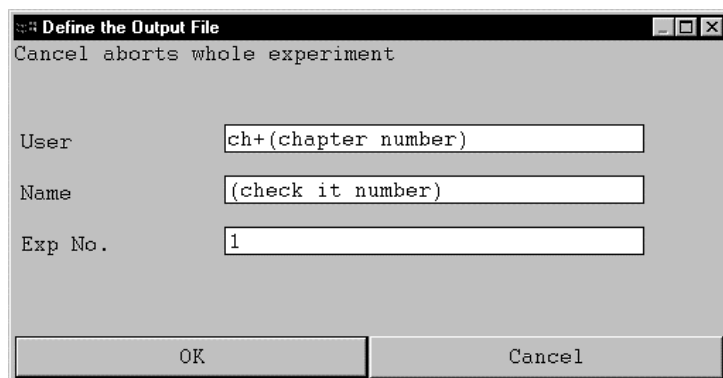 Define the Output File
Cancel aborts whole experiment
User ch+(chapter number)
Name (check it number)
Exp No. 1
OK Cancel